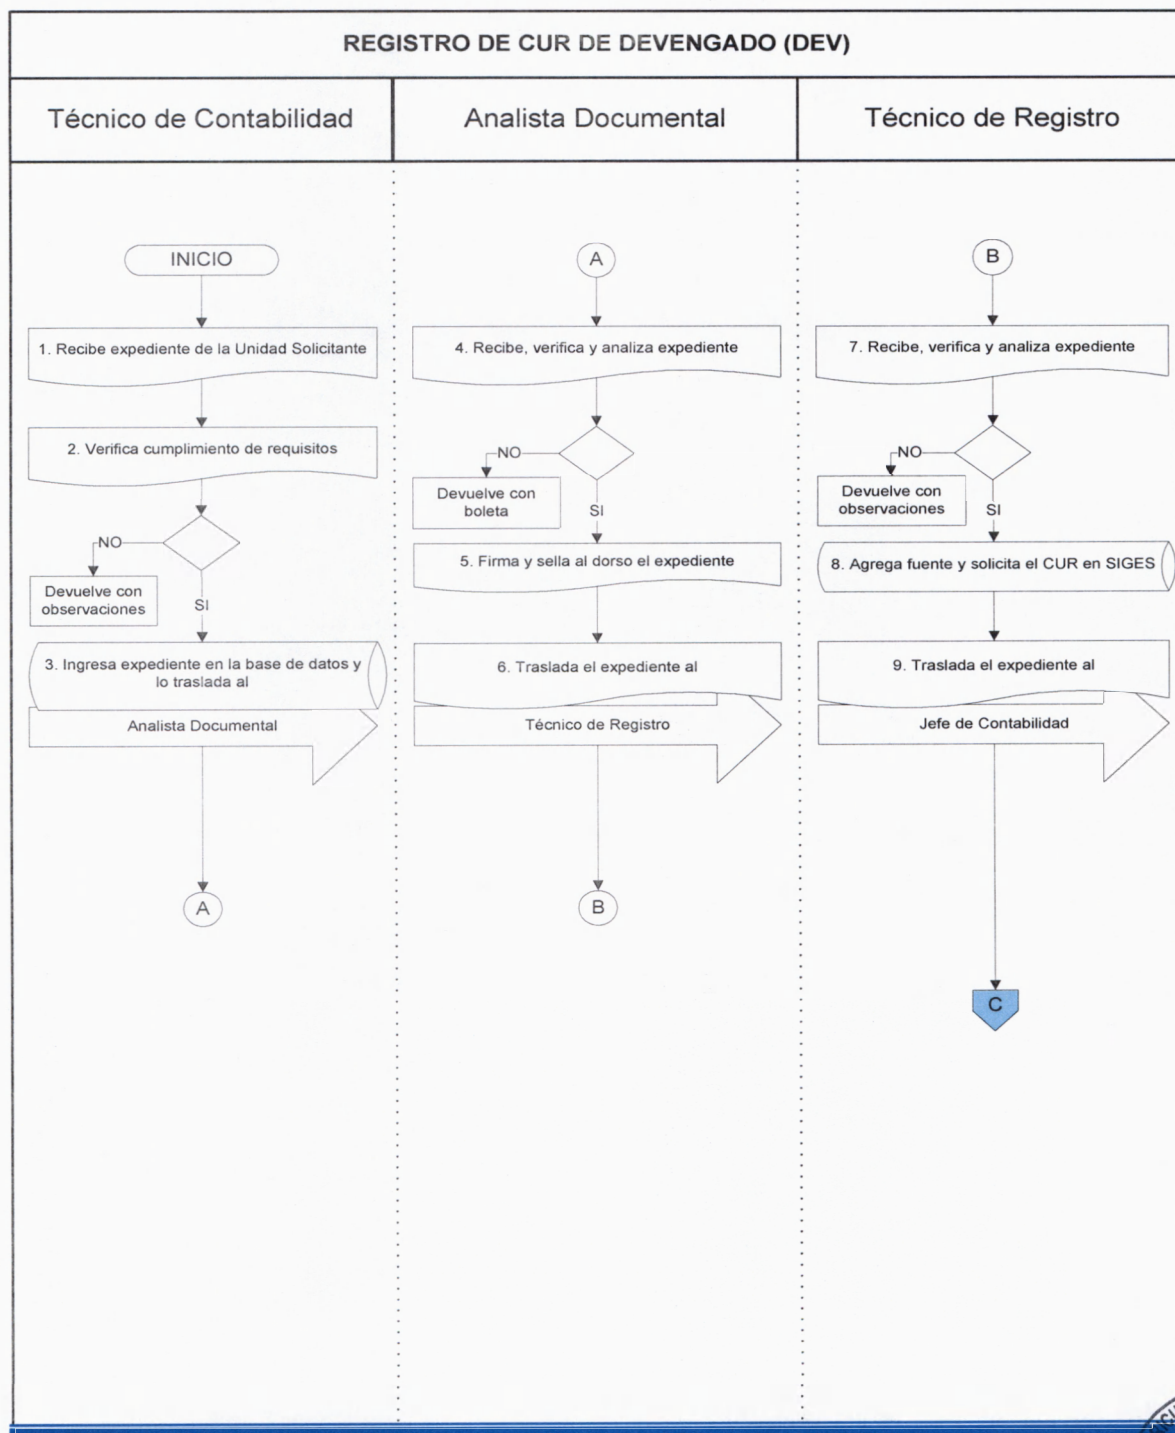 REGISTRO DE CUR DE DEVENGADO (DEV)
Técnico de Contabilidad
Analista Documental
Técnico de Registro
INICIO
1. Recibe expediente de la Unidad Solicitante
2. Verifica cumplimiento de requisitos
NO
Devuelve con
observaciones
SI
3. Ingresa expediente en la base de datos y
lo traslada al
Analista Documental
A
A
4. Recibe, verifica y analiza expediente
NO
Devuelve con
boleta
SI
5. Firma y sella al dorso el expediente
6. Traslada el expediente al
Técnico de Registro
B
B
7. Recibe, verifica y analiza expediente
NO
Devuelve con
observaciones
SI
8. Agrega fuente y solicita el CUR en SIGES
9. Traslada el expediente al
Jefe de Contabilidad
C